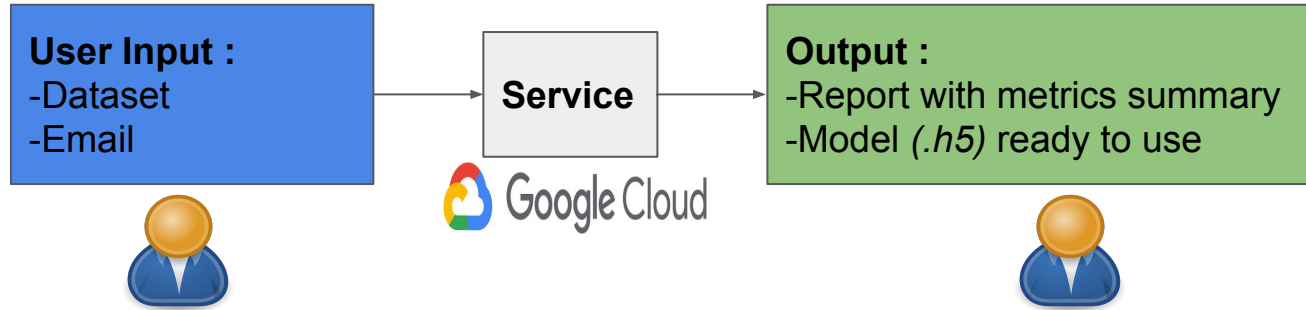 User Input :
-Dataset
-Email
Service
Google Cloud
Output :
-Report with metrics summary
-Model (.h5) ready to use